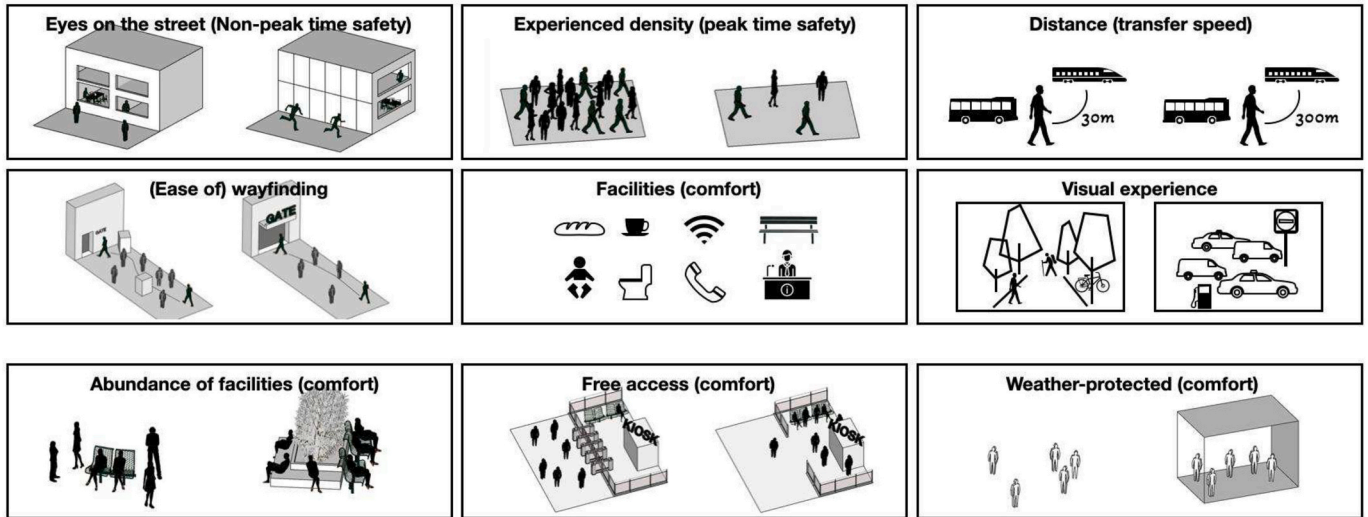 Eyes on the street (Non-peak time safety)
Experienced density (peak time safety)
Distance (transfer speed)
30m
300m
(Ease of) wayfinding
GATE
GATE
Facilities (comfort)
i
Visual experience
Abundance of facilities (comfort)
Free access (comfort)
KIOSK
KIOSK
Weather-protected (comfort)